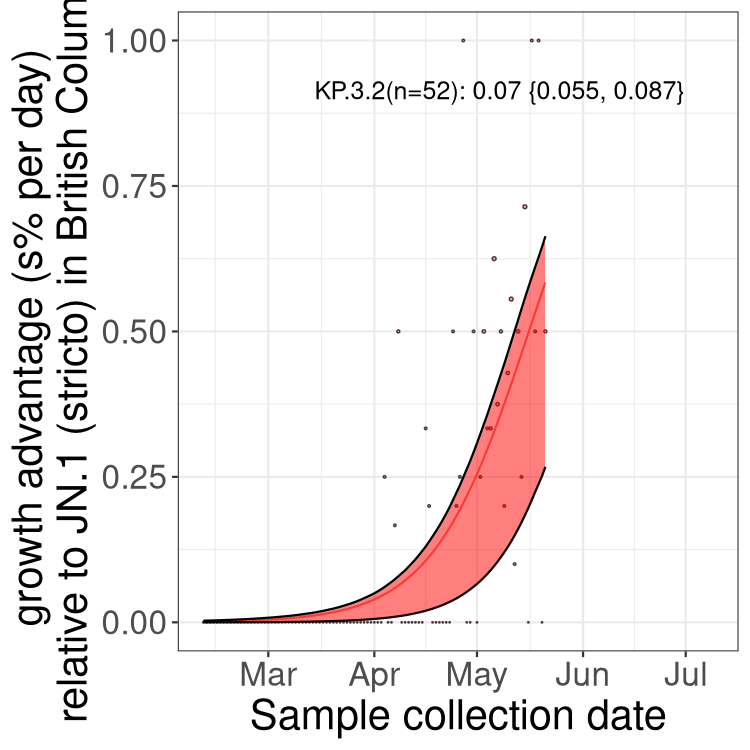 growth advantage (s% per day)
relative to JN.1 (stricto) in British Colum
1.00
0.75
0.50
0.25
0.00
KP.3.2(n=52): 0.07 {0.055, 0.087}
Mar Apr May Jun Jul
Sample collection date